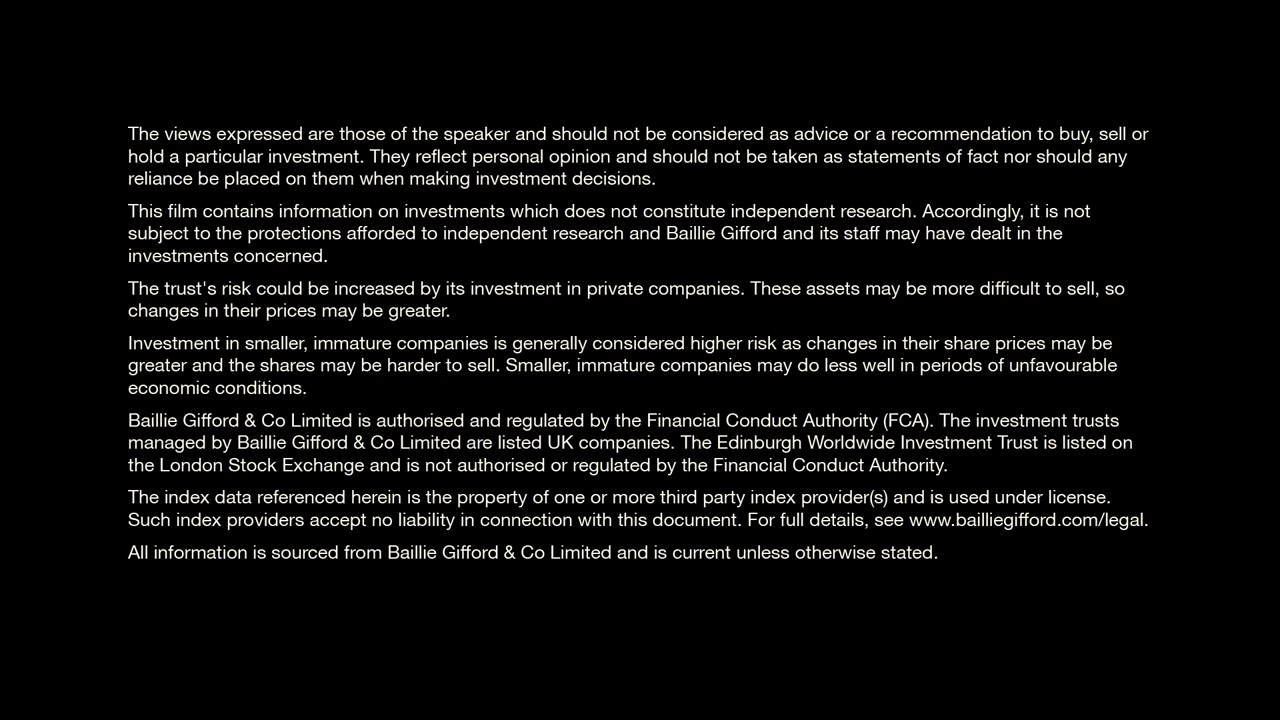 The views expressed are those of the speaker and should not be considered as advice or a recommendation to buy, sell or
hold a particular investment. They reflect personal opinion and should not be taken as statements of fact nor should any
reliance be placed on them when making investment decisions.
This film contains information on investments which does not constitute independent research. Accordingly, it is not
subject to the protections afforded to independent research and Baillie Gifford and its staff may have dealt in the
investments concerned.
The trust's risk could be increased by its investment in private companies. These assets may be more difficult to sell, so
changes in their prices may be greater.
Investment in smaller, immature companies is generally considered higher risk as changes in their share prices may be
greater and the shares may be harder to sell. Smaller, immature companies may do less well in periods of unfavourable
economic conditions.
Baillie Gifford & Co Limited is authorised and regulated by the Financial Conduct Authority (FCA). The investment trusts
managed by Baillie Gifford & Co Limited are listed UK companies. The Edinburgh Worldwide Investment Trust is listed on
the London Stock Exchange and is not authorised or regulated by the Financial Conduct Authority.
The index data referenced herein is the property of one or more third party index provider(s) and is used under license.
Such index providers accept no liability in connection with this document. For full details, see www.bailliegifford.com/legal.
All information is sourced from Baillie Gifford & Co Limited and is current unless otherwise stated.